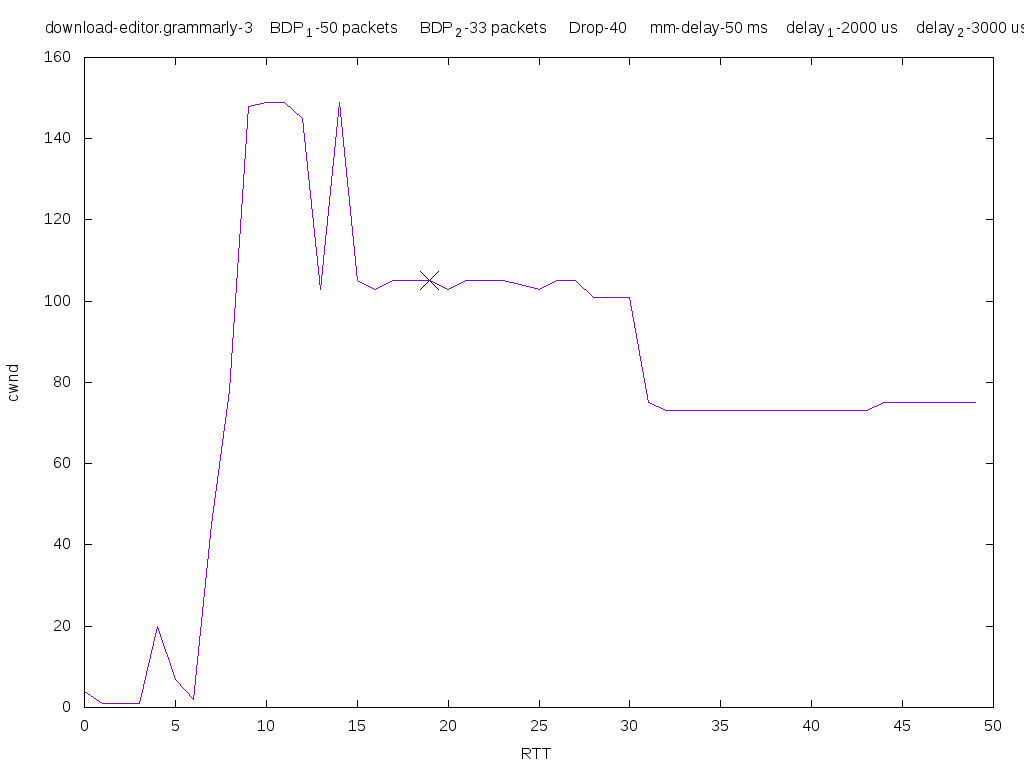 download-editor.grammarly-3 BDP1-50 packets BDP2-33 packets Drop-40 mm-delay-50 ms delay1-2000 us delay2-3000 us
160
140
120
100
80
60
40
20
0
cwnd
0 5 10 15 20 25 30 35 40 45 50
RTT